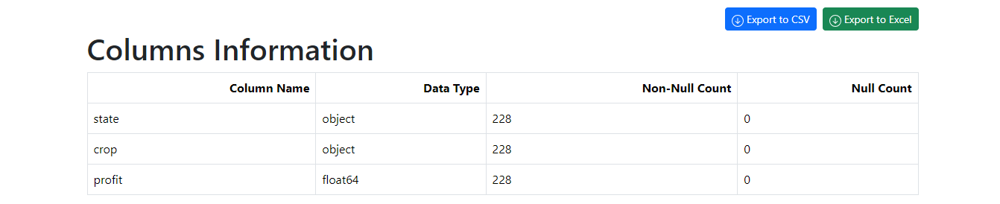 Export to CSV Export to Excel
Columns Information
Column Name Data Type Non-Null Count Null Count
state object 228 0
crop object 228 0
profit float64 228 0